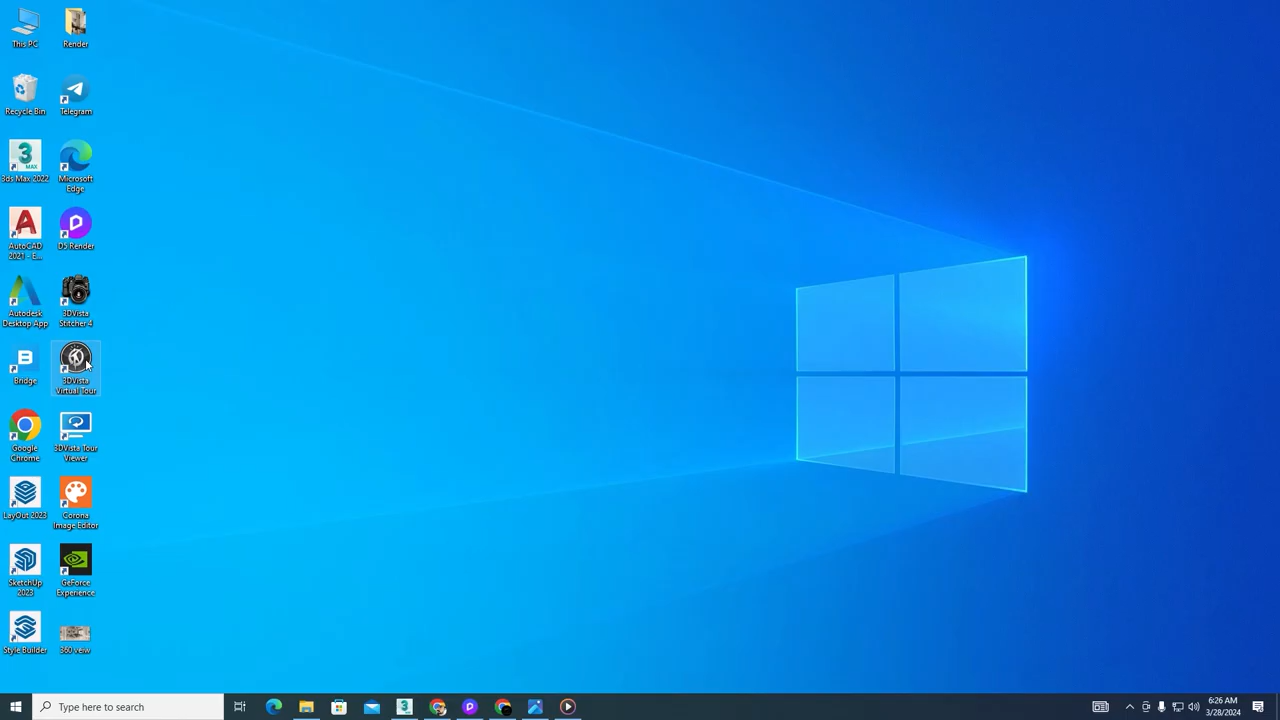 This PC
Render
Recycle Bin
Telegram
3ds Max 2022
Microsoft
Edge
AutoCAD
2021 - E...
D5 Render
Autodesk
Desktop App
3DVista
Stitcher 4
Bridge
3DVista
Virtual Tour
Google
Chrome
3DVista Tour
Viewer
LayOut 2023
Corona
Image Editor
SketchUp
2023
GeForce
Experience
Style Builder
360 veiw
Type here to search
6:26 AM
3/28/2024